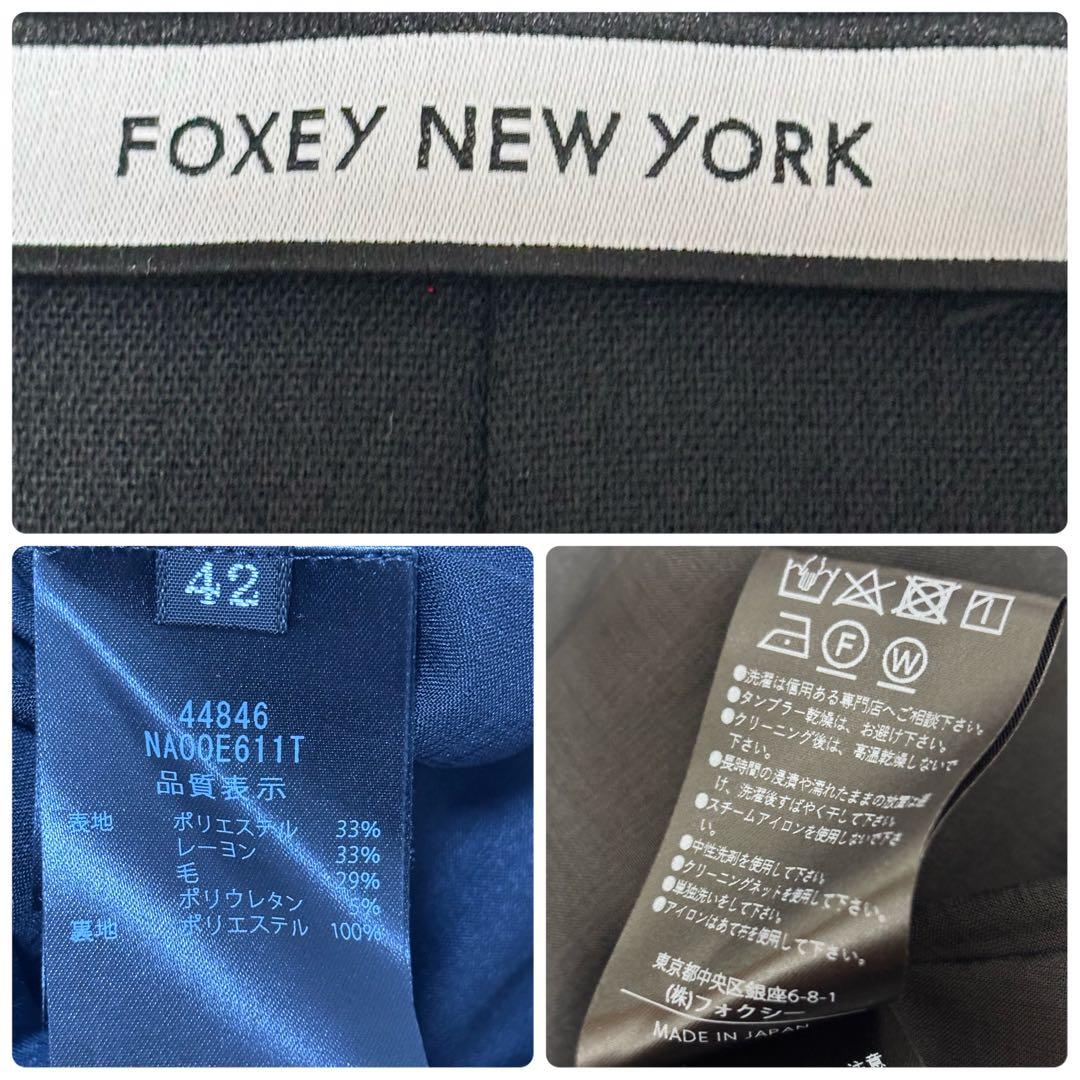 FOXEY NEW YORK
42
44846
NA00E611T
品質表示
表地 ポリエステル 33%
レーヨン 33%
毛 29%
ポリウレタン 5%
裏地 ポリエステル 100%
F W
●洗濯は信用ある専門店へご相談下さい。
●タンブラー乾燥は、お避け下さい。
●クリーニング後は、高温乾燥しないで
下さい。
●長時間の浸漬や濡れたままの放置は避
け、洗濯後すばやく干して下さい。
●スチームアイロンを使用しないで下さ
い。
●中性洗剤を使用して下さい。
●クリーニングネットを使用して下さい。
●単独洗いをして下さい。
●アイロンはあて布を使用して下さい。
東京都中央区銀座6-8-1
(株)フォクシー
MADE IN JAPAN
注意